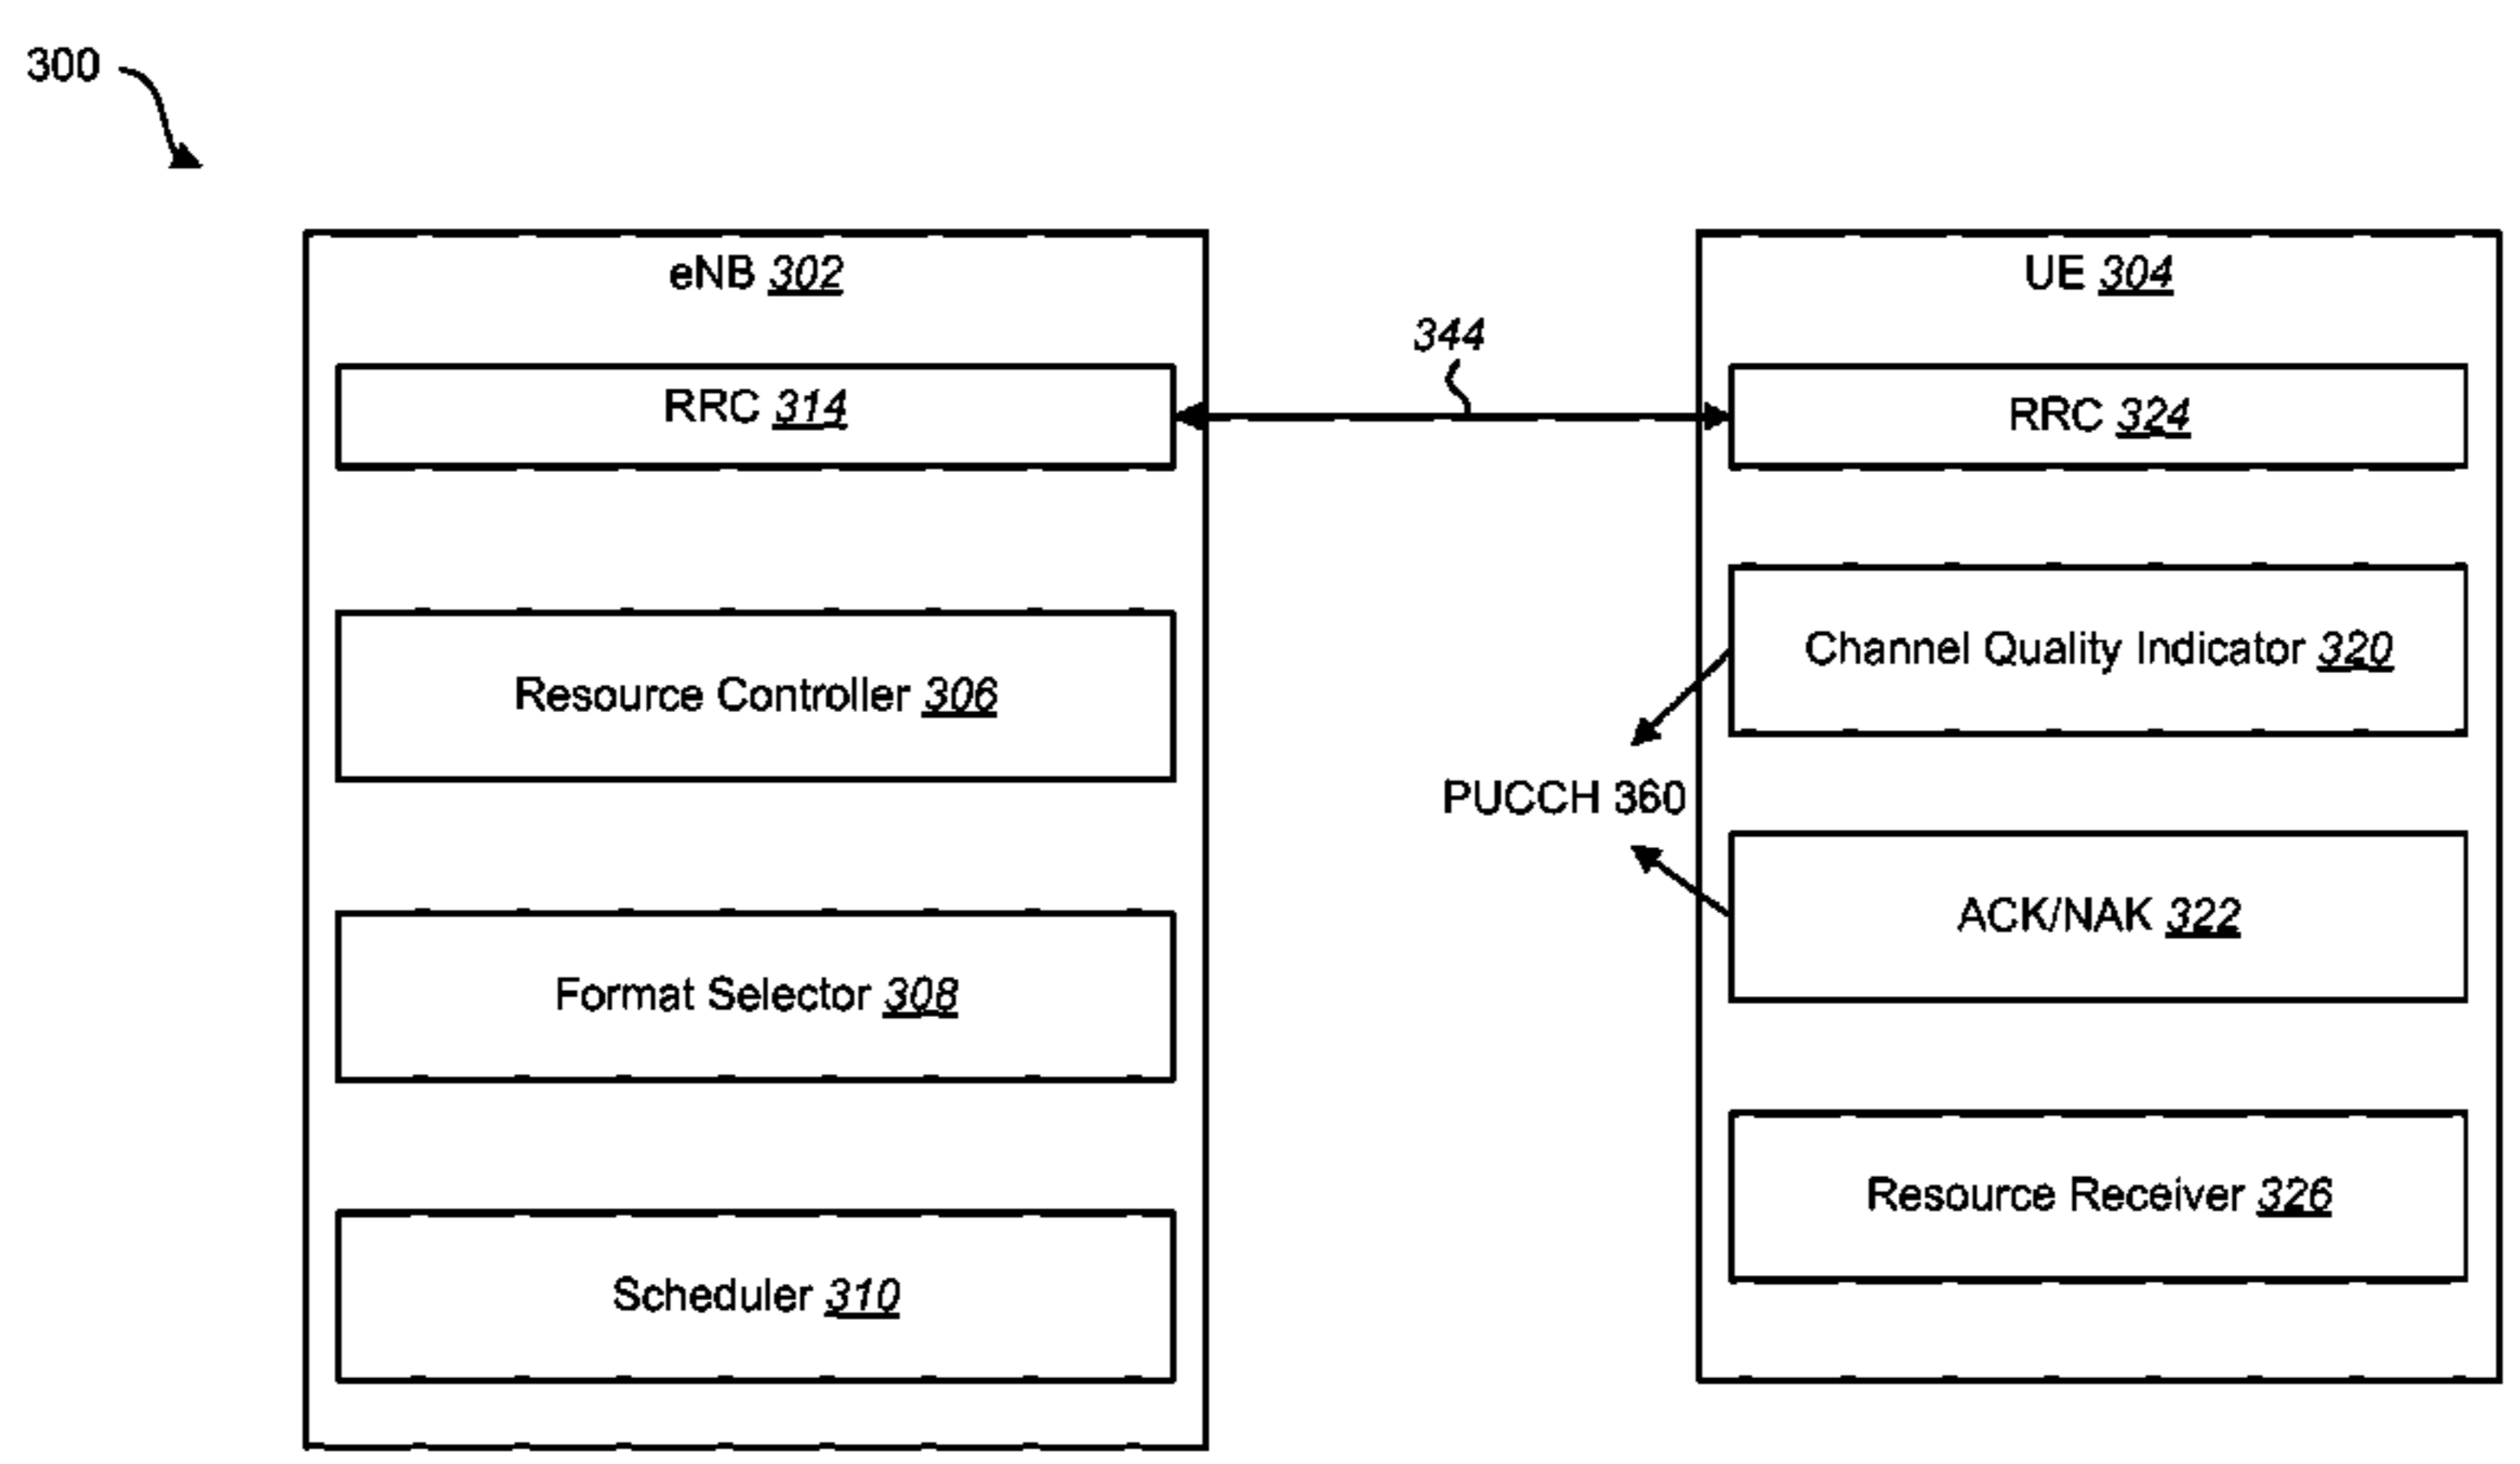 300
eNB 302
RRC 314
Resource Controller 306
Format Selector 308
Scheduler 310
344
PUCCH 360
UE 304
RRC 324
Channel Quality Indicator 320
ACK/NAK 322
Resource Receiver 326